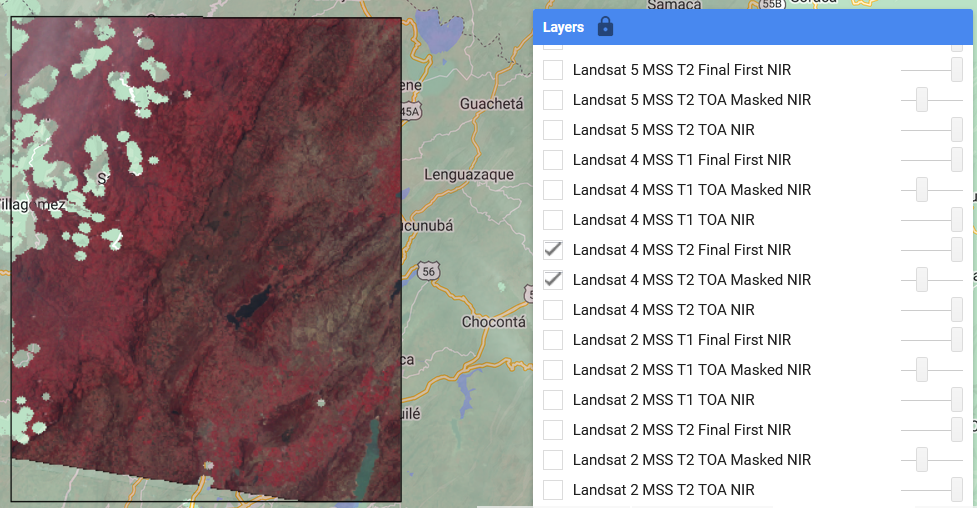 Samacá
55B
Layers
Landsat 5 MSS T2 Final First NIR
Landsat 5 MSS T2 TOA Masked NIR
Landsat 5 MSS T2 TOA NIR
Landsat 4 MSS T1 Final First NIR
Landsat 4 MSS T1 TOA Masked NIR
Landsat 4 MSS T1 TOA NIR
Landsat 4 MSS T2 Final First NIR
Landsat 4 MSS T2 TOA Masked NIR
Landsat 4 MSS T2 TOA NIR
Landsat 2 MSS T1 Final First NIR
Landsat 2 MSS T1 TOA Masked NIR
Landsat 2 MSS T1 TOA NIR
Landsat 2 MSS T2 Final First NIR
Landsat 2 MSS T2 TOA Masked NIR
Landsat 2 MSS T2 TOA NIR
ene
45A
Guachetá
Lenguazaque
S
illagómez
ucunubá
56
Chocontá
ca
uilé